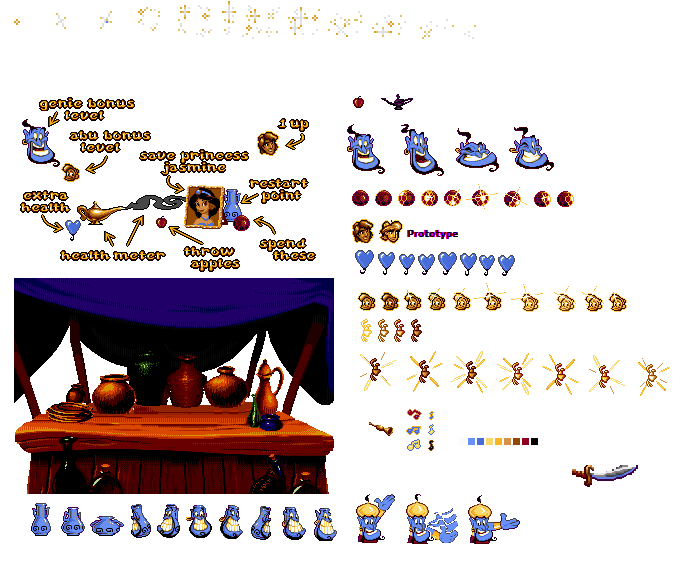 genie bonus
level
1 up
abu bonus
level
save princess
jasmine
restart
point
extra
health
health meter
throw
apples
spend
these
Prototype